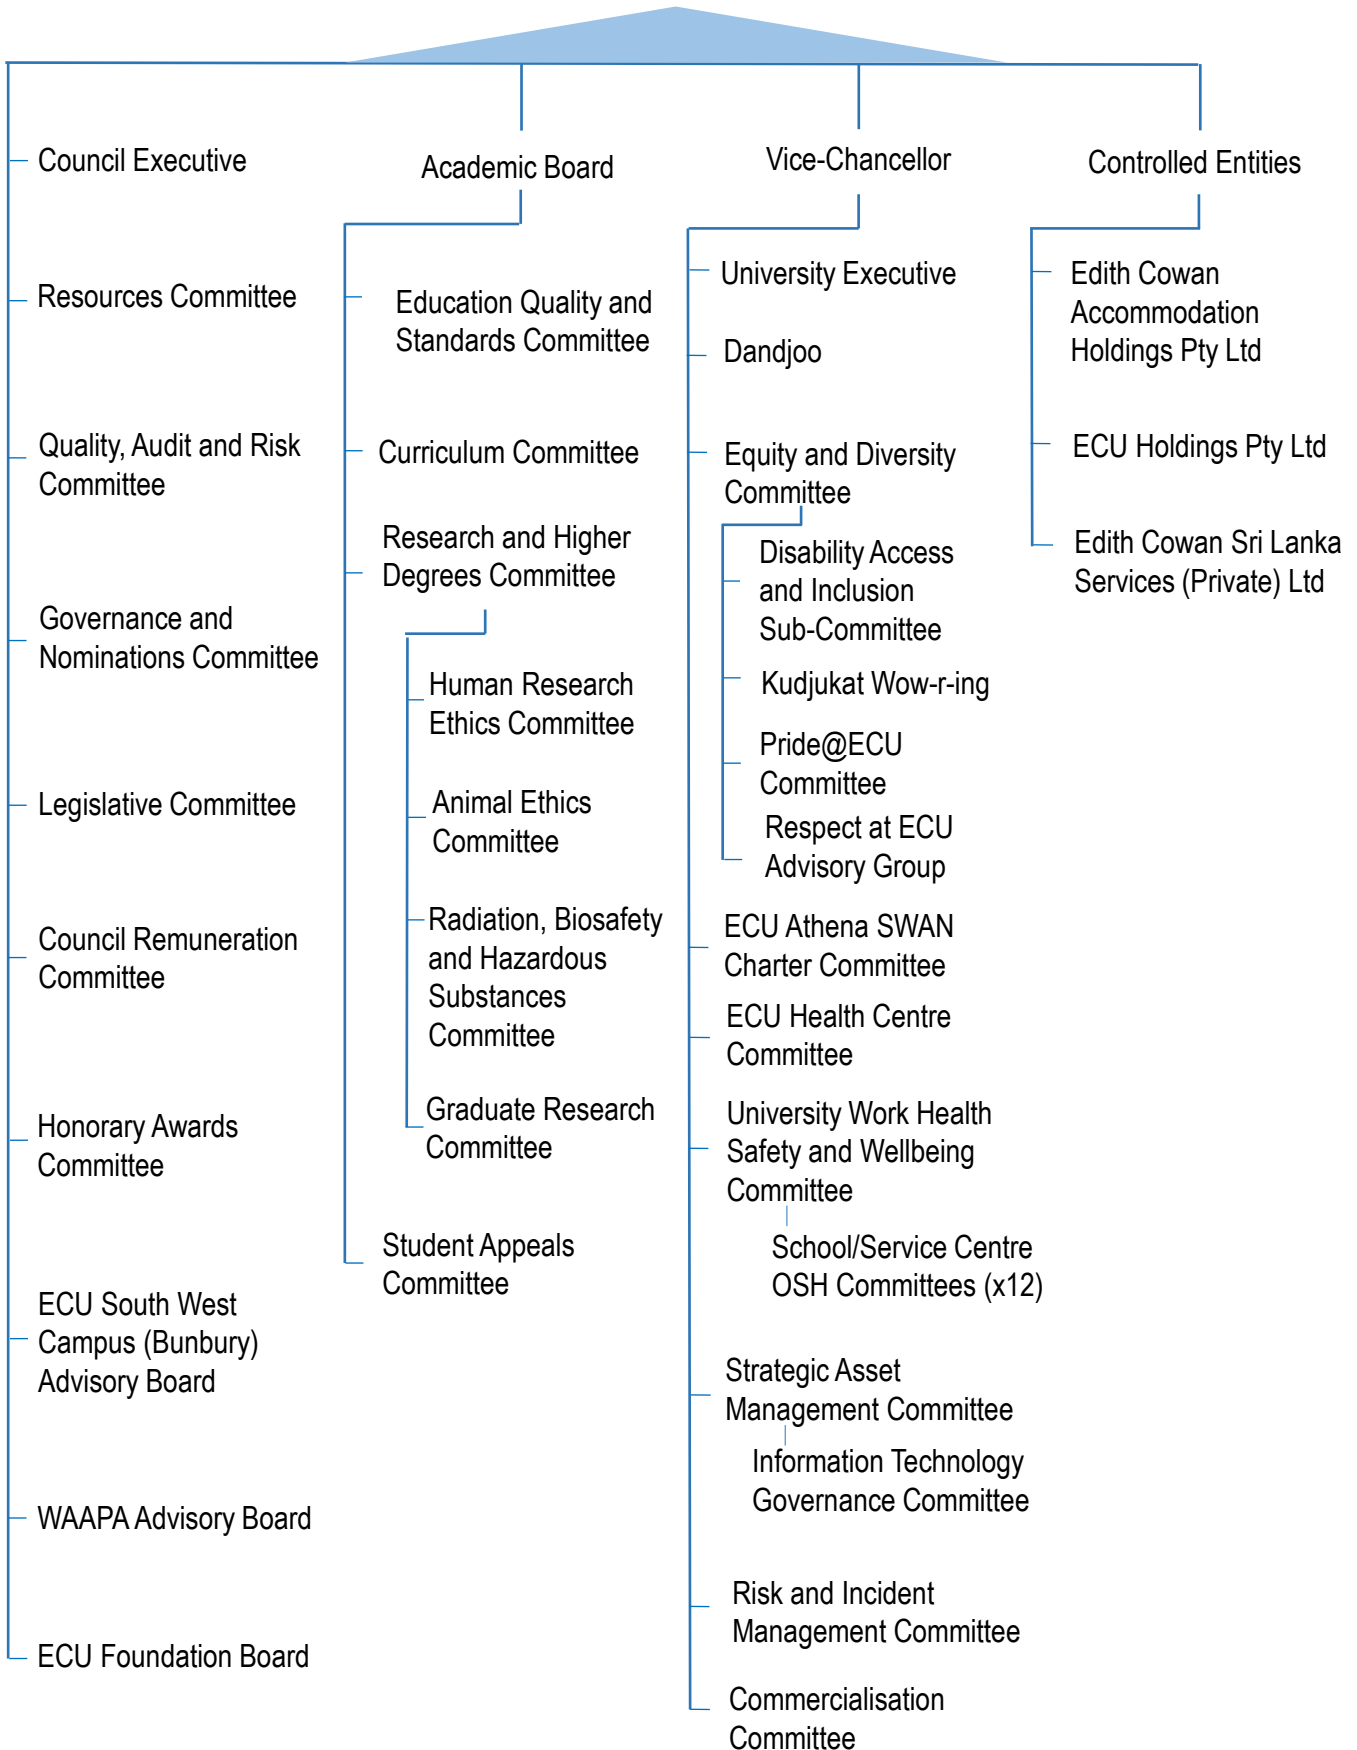 Council Executive
Resources Committee
Quality, Audit and Risk
Committee
Governance and
Nominations Committee
Legislative Committee
Council Remuneration
Committee
Honorary Awards
Committee
ECU South West
Campus (Bunbury)
Advisory Board
WAAPA Advisory Board
ECU Foundation Board
Academic Board
Education Quality and
Standards Committee
Curriculum Committee
Research and Higher
Degrees Committee
Human Research
Ethics Committee
Animal Ethics
Committee
Radiation, Biosafety
and Hazardous
Substances
Committee
Graduate Research
Committee
Student Appeals
Committee
Vice-Chancellor
University Executive
Dandjoo
Equity and Diversity
Committee
Disability Access
and Inclusion
Sub-Committee
Kudjukat Wow-r-ing
Pride@ECU
Committee
Respect at ECU
Advisory Group
ECU Athena SWAN
Charter Committee
ECU Health Centre
Committee
University Work Health
Safety and Wellbeing
Committee
School/Service Centre
OSH Committees (x12)
Strategic Asset
Management Committee
Information Technology
Governance Committee
Risk and Incident
Management Committee
Commercialisation
Committee
Controlled Entities
Edith Cowan
Accommodation
Holdings Pty Ltd
ECU Holdings Pty Ltd
Edith Cowan Sri Lanka
Services (Private) Ltd